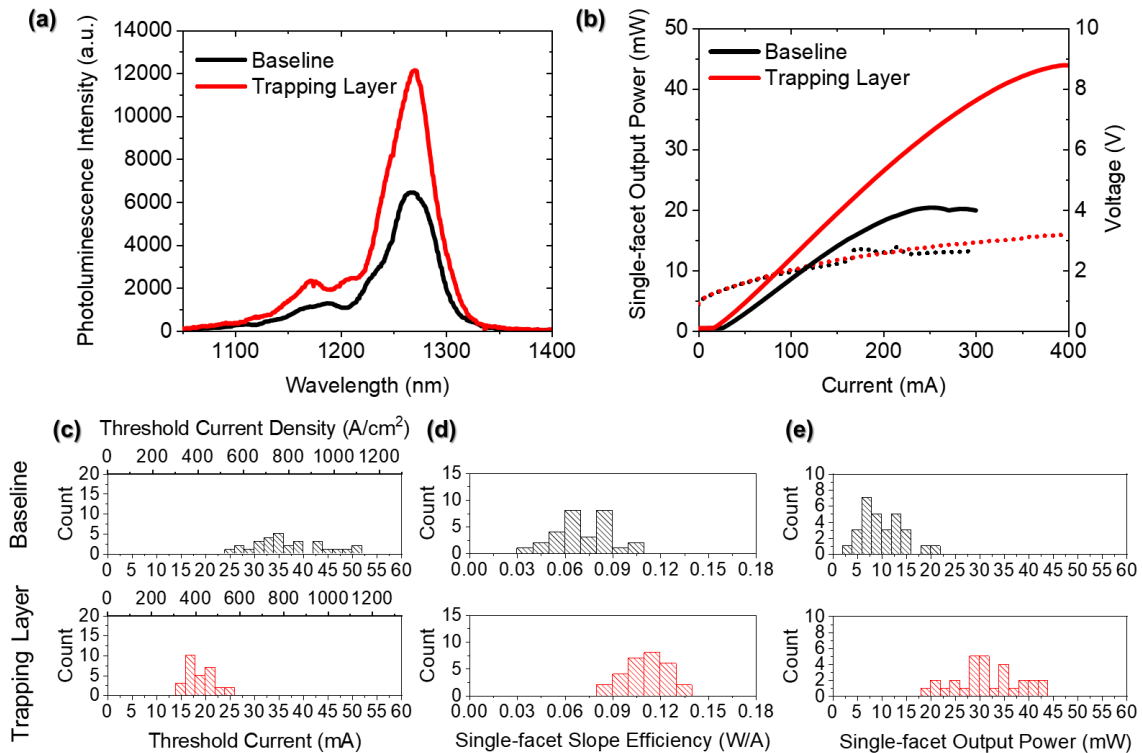 (a)
14000
12000
10000
8000
6000
4000
2000
0
Photoluminescence Intensity (a.u.)
Baseline
Trapping Layer
1100 1200 1300 1400
Wavelength (nm)
(b)
50
40
30
20
10
0
Single-facet Output Power (mW)
Baseline
Trapping Layer
10
8
6
4
2
0
Voltage (V)
0 100 200 300 400
Current (mA)
Baseline
Trapping Layer
(c)
Threshold Current Density (A/cm²)
0 200 400 600 800 1000 1200
20
15
10
5
0
Count
0 5 10 15 20 25 30 35 40 45 50 55 60
0 200 400 600 800 1000 1200
20
15
10
5
0
Count
0 5 10 15 20 25 30 35 40 45 50 55 60
Threshold Current (mA)
(d)
15
10
5
0
Count
0.00 0.03 0.06 0.09 0.12 0.15 0.18
15
10
5
0
Count
0.00 0.03 0.06 0.09 0.12 0.15 0.18
Single-facet Slope Efficiency (W/A)
(e)
10
8
6
4
2
0
Count
0 5 10 15 20 25 30 35 40 45 50 55 60
10
8
6
4
2
0
Count
0 5 10 15 20 25 30 35 40 45 50 55 60
Single-facet Output Power (mW)